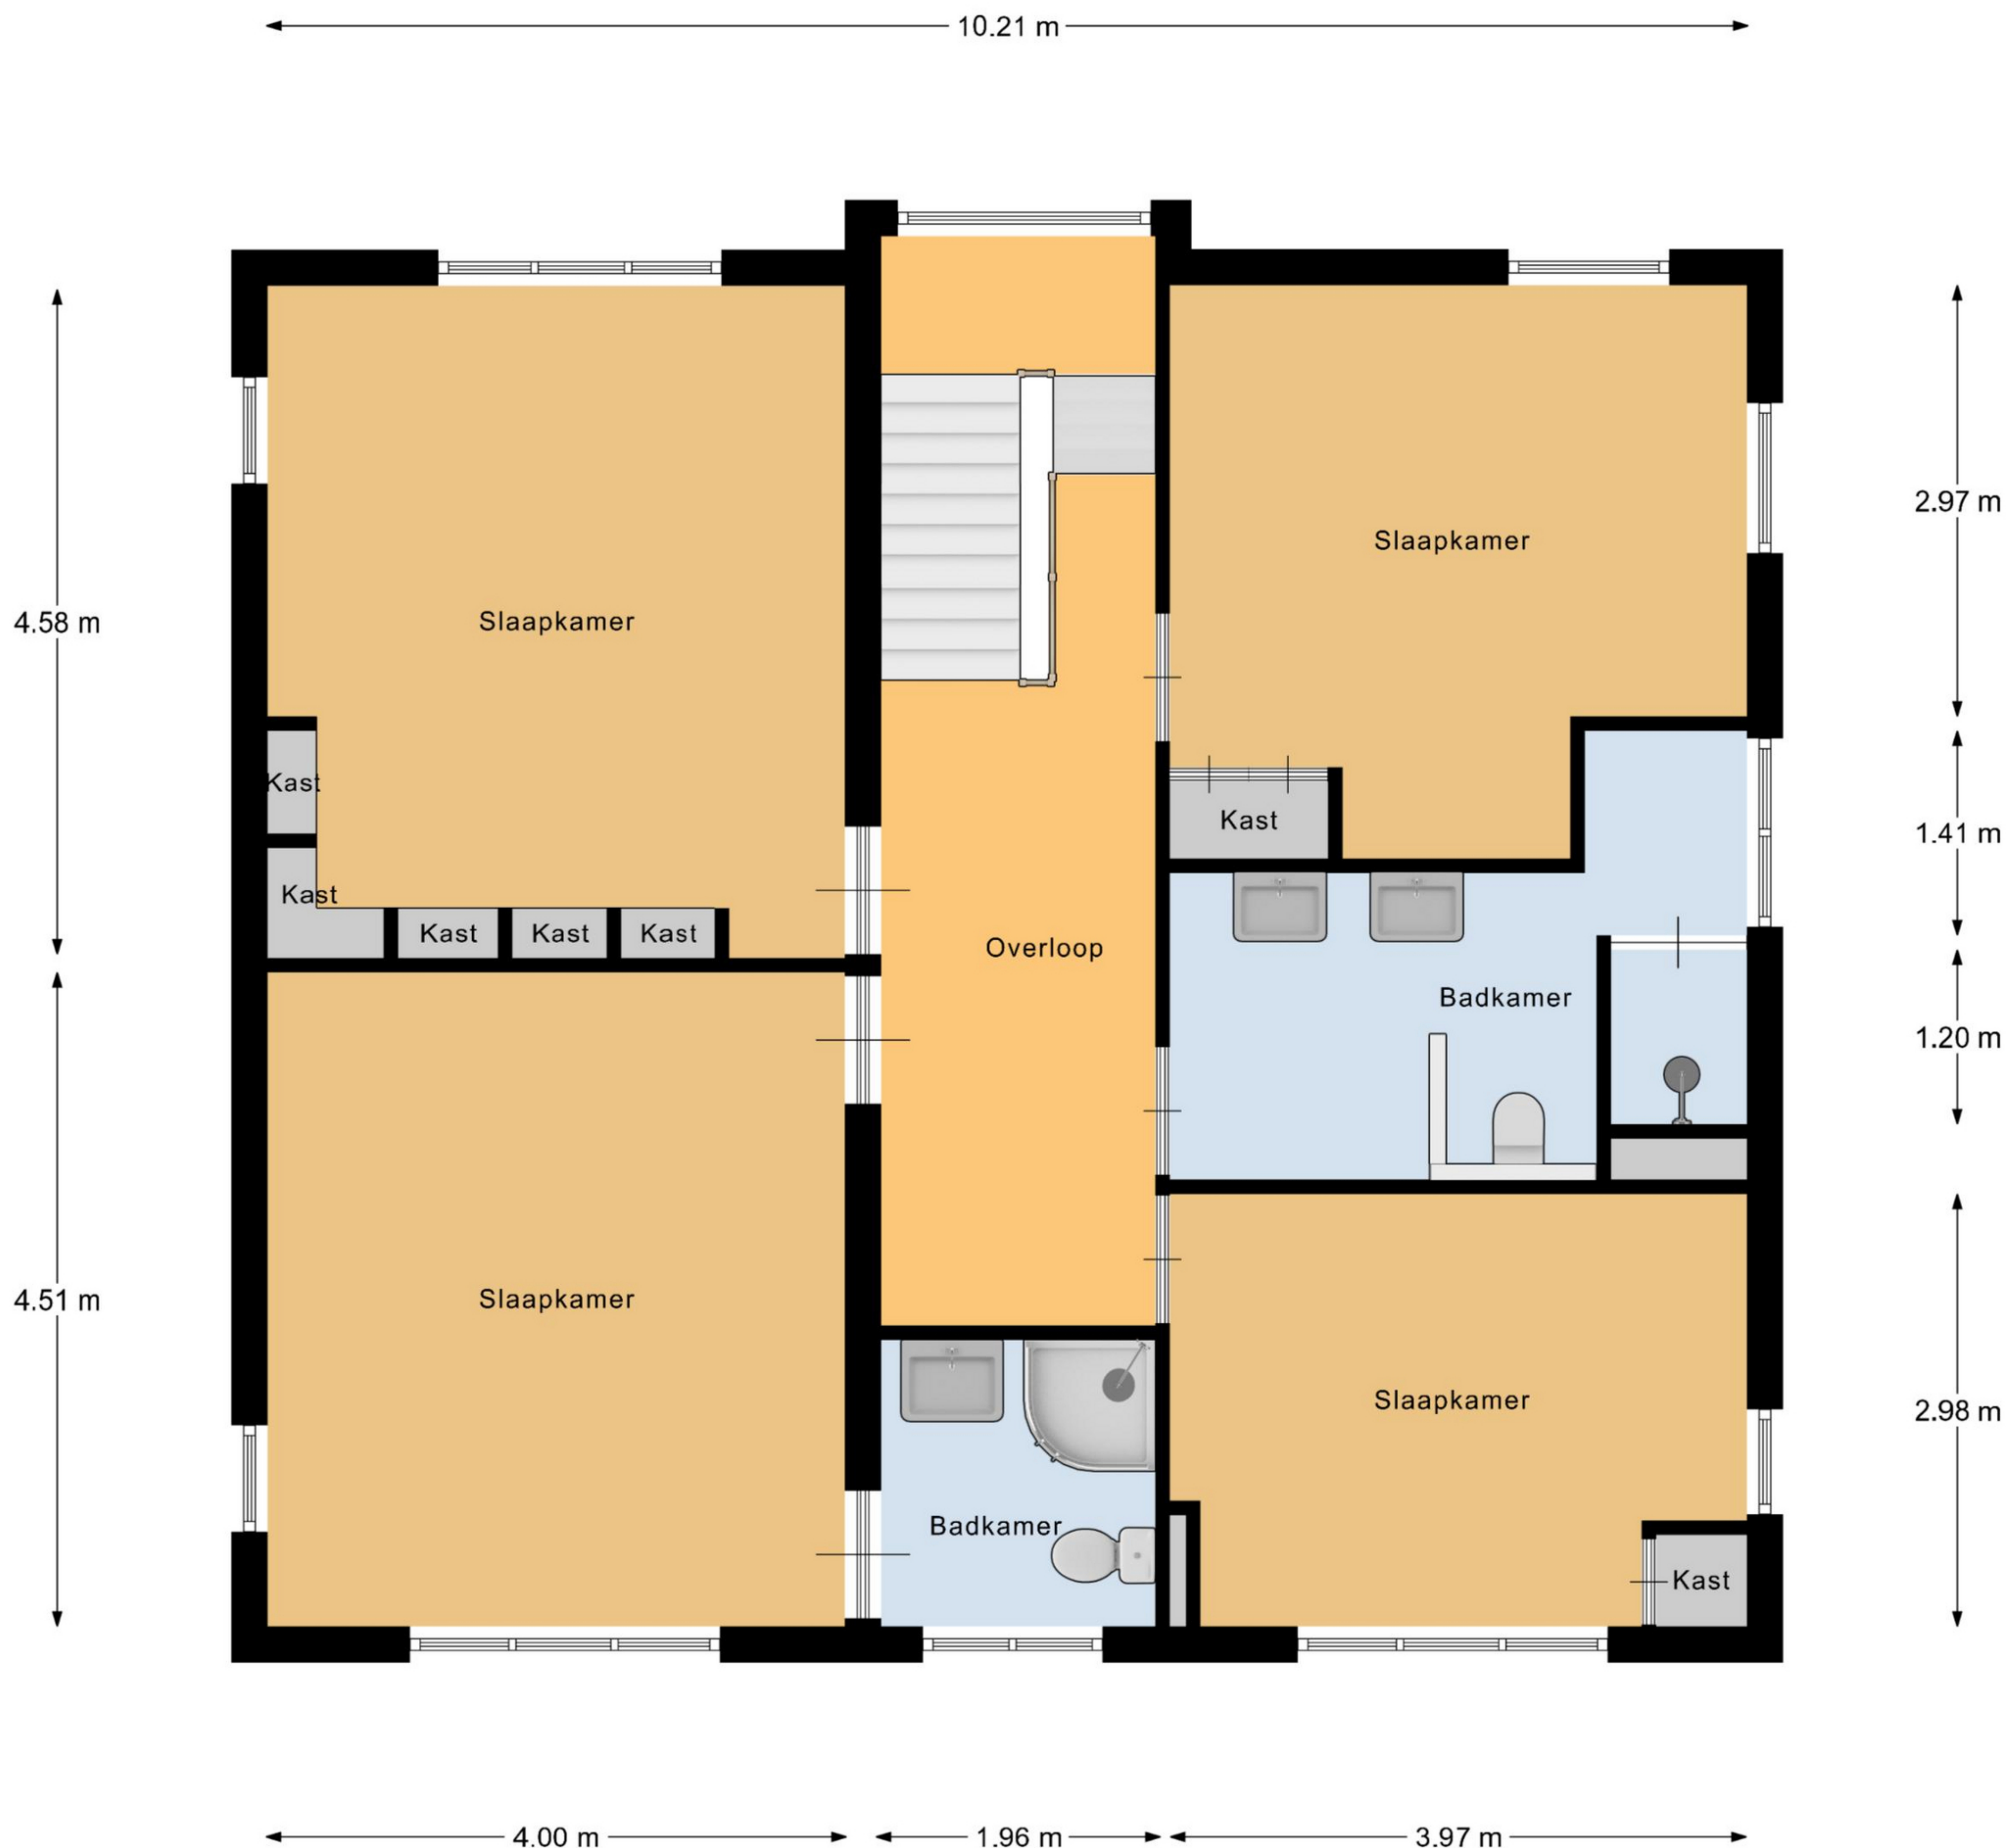 10.21 m
Slaapkamer
2.97 m
4.58 m
Slaapkamer
Kast
Kast
1.41 m
Kast
Kast
Kast
Kast
Overloop
Badkamer
1.20 m
4.51 m
Slaapkamer
Slaapkamer
2.98 m
Badkamer
Kast
4.00 m
1.96 m
3.97 m